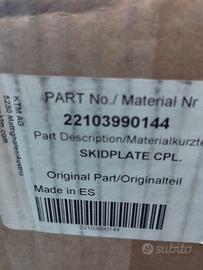 KTM AG
5230 Mattighofen/Austria
PART No./ Material Nr
22103990144
Part Description/Materialkurzte
SKIDPLATE CPL.
Original Part/Originalteil
Made in ES
22103990144
subito